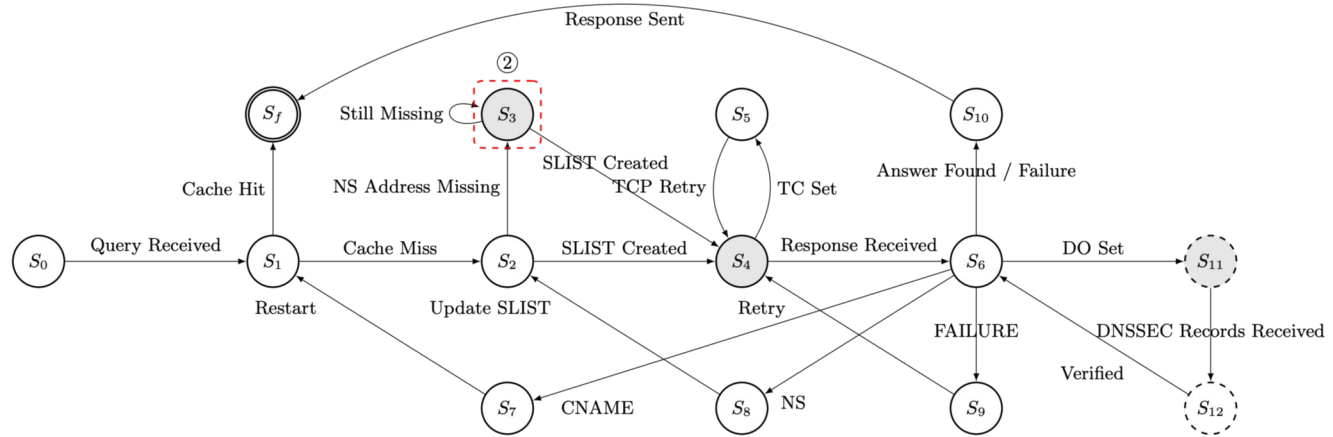 Response Sent
②
S_f
Still Missing
S_3
S_5
S_10
SLIST Created
Answer Found / Failure
Cache Hit
NS Address Missing
TCP Retry
TC Set
Query Received
Cache Miss
SLIST Created
Response Received
DO Set
S_0
S_1
S_2
S_4
S_6
S_11
Restart
Update SLIST
Retry
FAILURE
DNSSEC Records Received
Verified
S_7
CNAME
S_8
NS
S_9
S_12